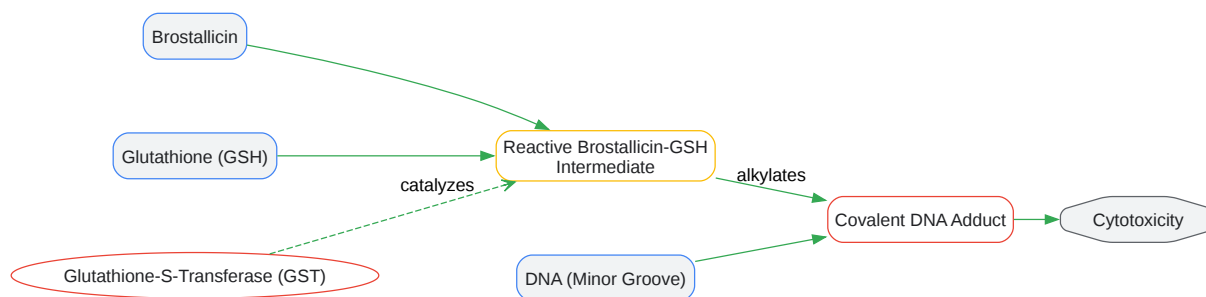 Brostallicin
Glutathione (GSH)
Reactive Brostallicin-GSH
Intermediate
catalyzes
alkylates
Glutathione-S-Transferase (GST)
DNA (Minor Groove)
Covalent DNA Adduct
Cytotoxicity